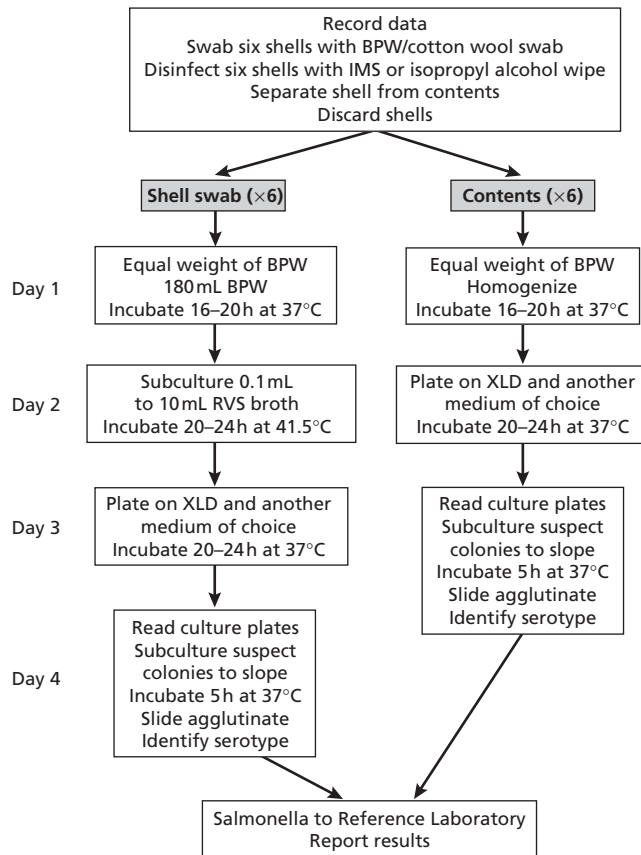 Record data
Swab six shells with BPW/cotton wool swab
Disinfect six shells with IMS or isopropyl alcohol wipe
Separate shell from contents
Discard shells
Shell swab (×6)
Contents (×6)
Day 1
Equal weight of BPW
180 mL BPW
Incubate 16–20 h at 37°C
Equal weight of BPW
Homogenize
Incubate 16–20 h at 37°C
Day 2
Subculture 0.1 mL
to 10 mL RVS broth
Incubate 20–24 h at 41.5°C
Plate on XLD and another
medium of choice
Incubate 20–24 h at 37°C
Day 3
Plate on XLD and another
medium of choice
Incubate 20–24 h at 37°C
Read culture plates
Subculture suspect
colonies to slope
Incubate 5 h at 37°C
Slide agglutinate
Identify serotype
Day 4
Read culture plates
Subculture suspect
colonies to slope
Incubate 5 h at 37°C
Slide agglutinate
Identify serotype
Salmonella to Reference Laboratory
Report results